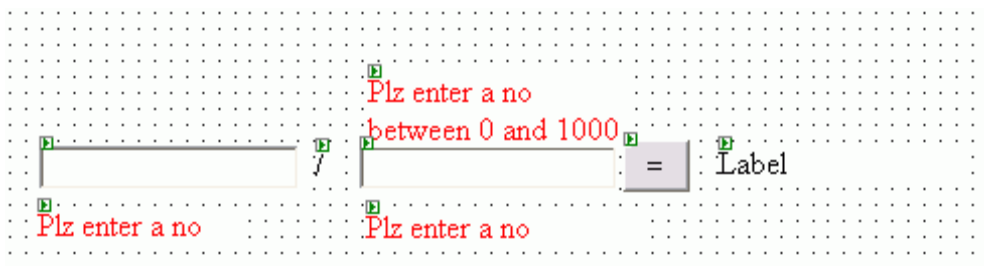 Plz enter a no
between 0 and 1000
/
=
Label
Plz enter a no
Plz enter a no